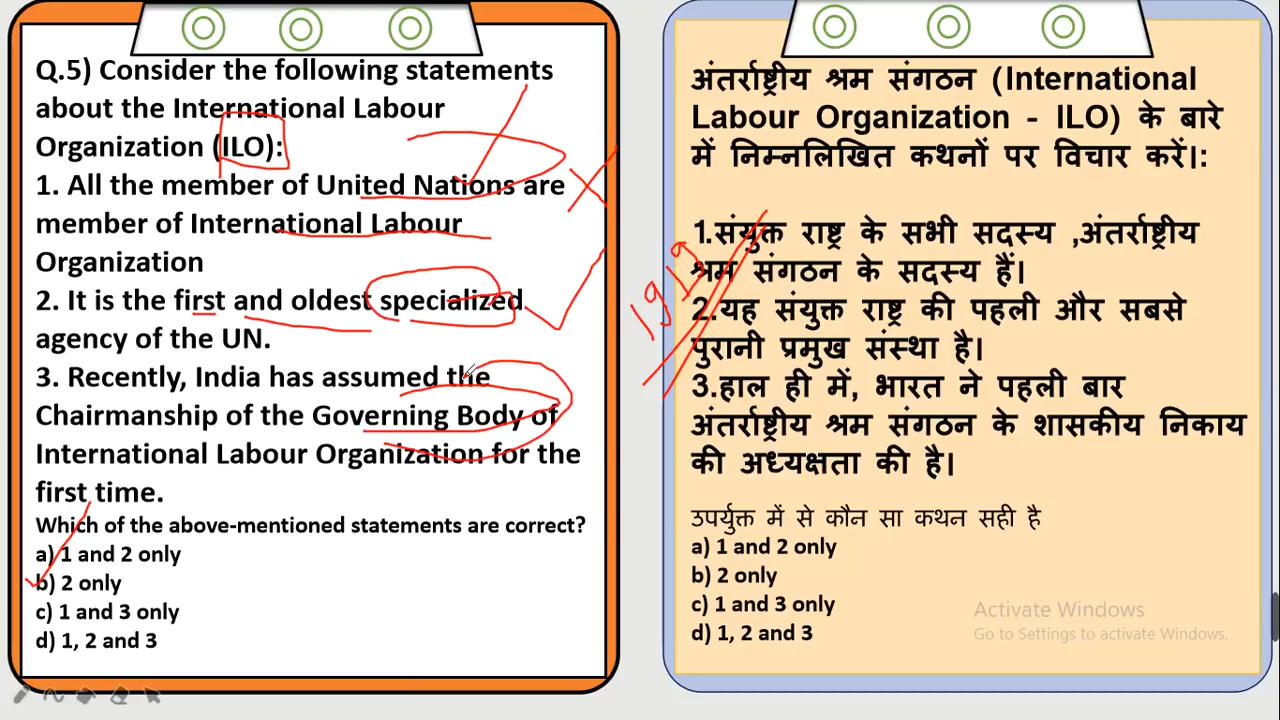 Q.5) Consider the following statements
about the International Labour
Organization (ILO):
1. All the member of United Nations are
member of International Labour
Organization
2. It is the first and oldest specialized
agency of the UN.
3. Recently, India has assumed the
Chairmanship of the Governing Body of
International Labour Organization for the
first time.
Which of the above-mentioned statements are correct?
a) 1 and 2 only
b) 2 only
c) 1 and 3 only
d) 1, 2 and 3
अंतर्राष्ट्रीय श्रम संगठन (International
Labour Organization - ILO) के बारे
में निम्नलिखित कथनों पर विचार करें।:
1.संयुक्त राष्ट्र के सभी सदस्य ,अंतर्राष्ट्रीय
श्रम संगठन के सदस्य हैं।
1919
2.यह संयुक्त राष्ट्र की पहली और सबसे
पुरानी प्रमुख संस्था है।
3.हाल ही में, भारत ने पहली बार
अंतर्राष्ट्रीय श्रम संगठन के शासकीय निकाय
की अध्यक्षता की है।
उपर्युक्त में से कौन सा कथन सही है
a) 1 and 2 only
b) 2 only
c) 1 and 3 only
d) 1, 2 and 3
Activate Windows
Go to Settings to activate Windows.